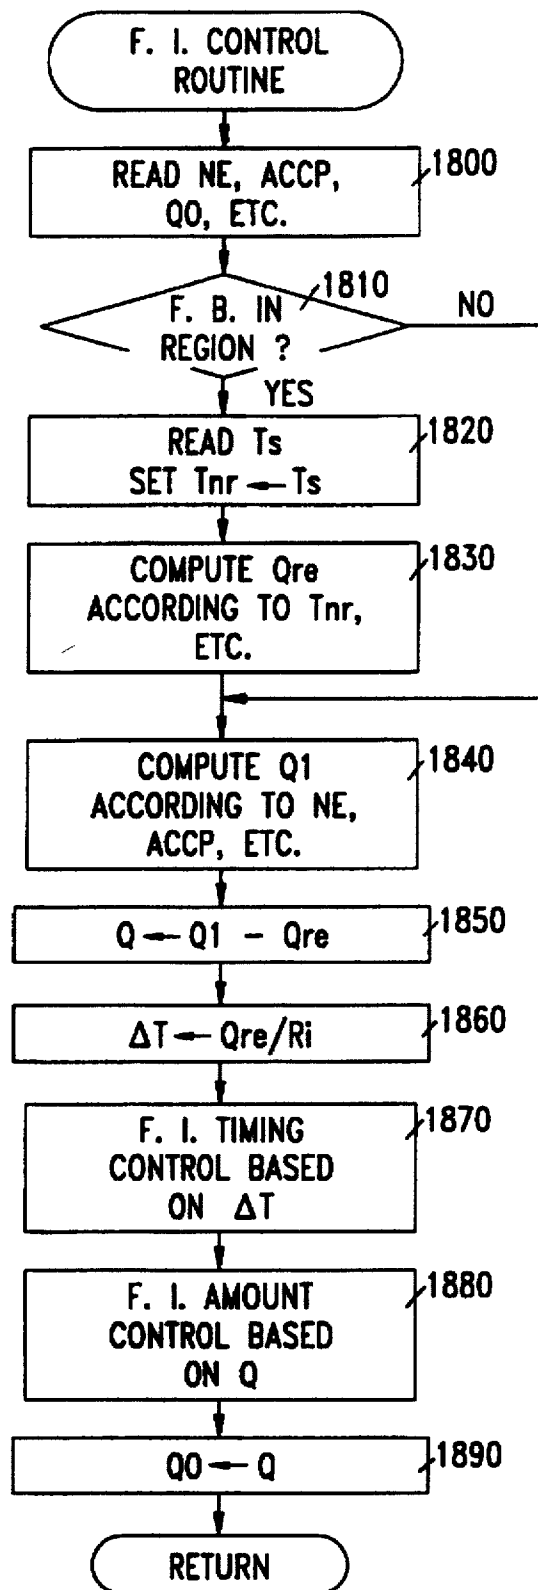 F. I. CONTROL
ROUTINE
1800
READ NE, ACCP,
Q0, ETC.
1810
F. B. IN
REGION ?
NO
YES
1820
READ Ts
SET Tnr ← Ts
1830
COMPUTE Qre
ACCORDING TO Tnr,
ETC.
1840
COMPUTE Q1
ACCORDING TO NE,
ACCP, ETC.
1850
Q ← Q1 - Qre
1860
ΔT ← Qre/Ri
1870
F. I. TIMING
CONTROL BASED
ON ΔT
1880
F. I. AMOUNT
CONTROL BASED
ON Q
1890
Q0 ← Q
RETURN